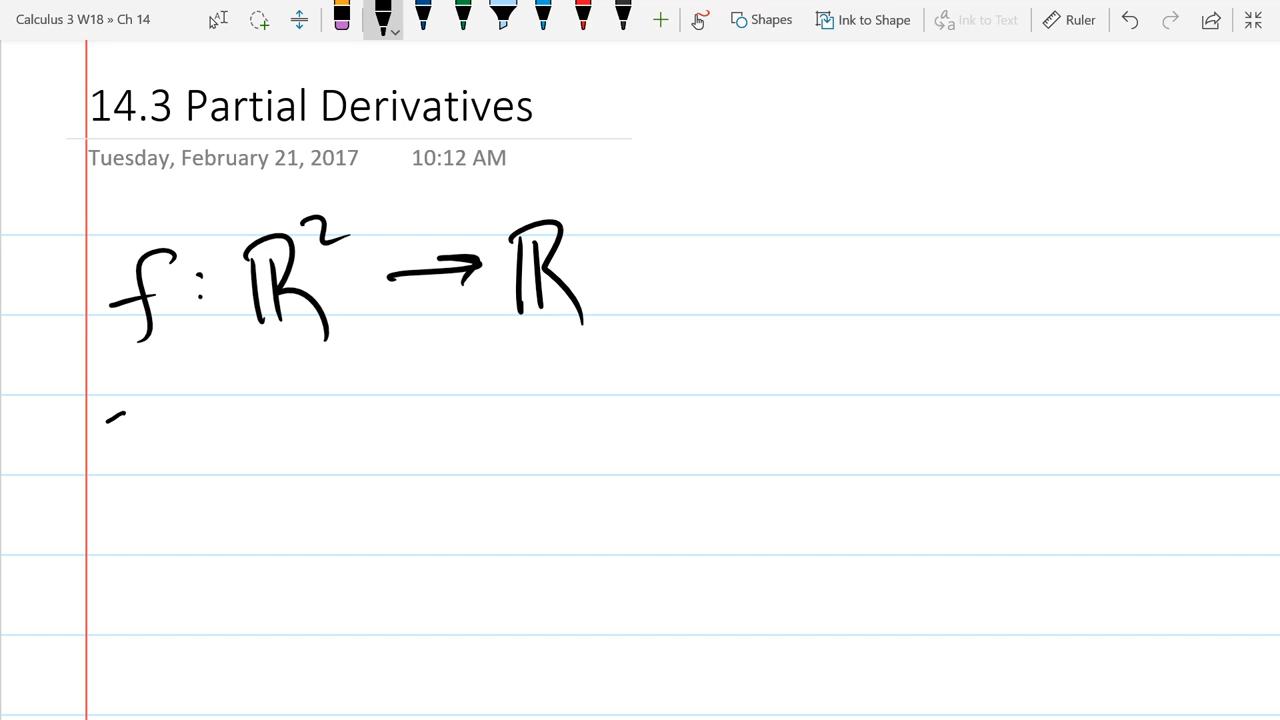 Calculus 3 W18 » Ch 14
Shapes
Ink to Shape
Ink to Text
Ruler
14.3 Partial Derivatives
Tuesday, February 21, 2017 10:12 AM
f : ℝ² → ℝ